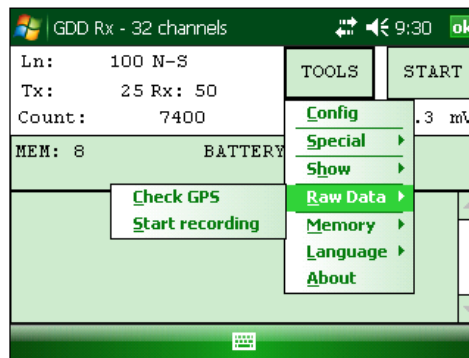 GDD Rx - 32 channels 9:30 ok
Ln: 100 N-S
Tx: 25 Rx: 50
Count: 7400
TOOLS
START
.3 mV
MEM: 8 BATTERY
Config
Special
Show
Raw Data
Memory
Language
About
Check GPS
Start recording